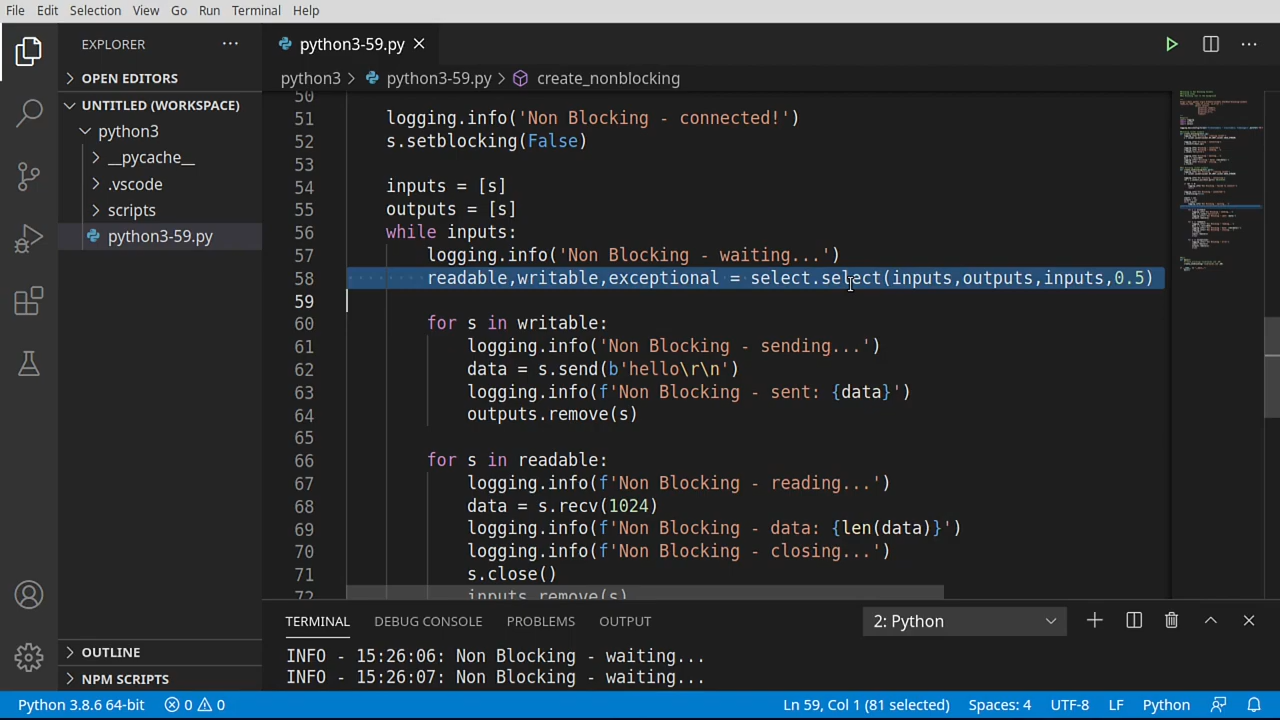 File Edit Selection View Go Run Terminal Help
EXPLORER
OPEN EDITORS
UNTITLED (WORKSPACE)
python3
__pycache__
.vscode
scripts
python3-59.py
OUTLINE
NPM SCRIPTS
python3-59.py
python3 > python3-59.py > create_nonblocking
50
51 logging.info('Non Blocking - connected!')
52 s.setblocking(False)
53
54 inputs = [s]
55 outputs = [s]
56 while inputs:
57 logging.info('Non Blocking - waiting...')
58 readable,writable,exceptional = select.select(inputs,outputs,inputs,0.5)
59
60 for s in writable:
61 logging.info('Non Blocking - sending...')
62 data = s.send(b'hello\r\n')
63 logging.info(f'Non Blocking - sent: {data}')
64 outputs.remove(s)
65
66 for s in readable:
67 logging.info(f'Non Blocking - reading...')
68 data = s.recv(1024)
69 logging.info(f'Non Blocking - data: {len(data)}')
70 logging.info(f'Non Blocking - closing...')
71 s.close()
72 inputs.remove(s)
TERMINAL DEBUG CONSOLE PROBLEMS OUTPUT 2: Python
INFO - 15:26:06: Non Blocking - waiting...
INFO - 15:26:07: Non Blocking - waiting...
Python 3.8.6 64-bit 0 0 Ln 59, Col 1 (81 selected) Spaces: 4 UTF-8 LF Python